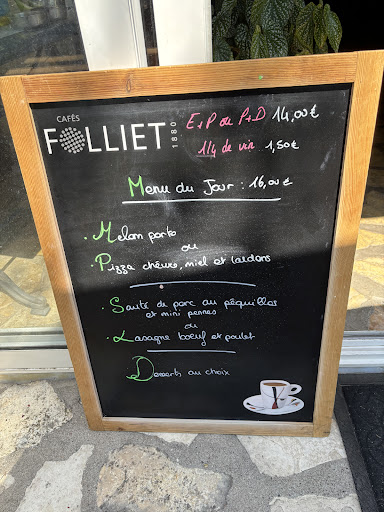 CAFÉS
FOLLIET
1880
E+P ou P+D 14,00€
1/4 de vin 1,50€
Menu du Jour : 16,00€
• Melon porto
ou
• Pizza chèvre, miel et lardons
• Sauté de porc au péquillos
et mini pennes
ou
• Lasagne boeuf et poulet
Desserts au choix